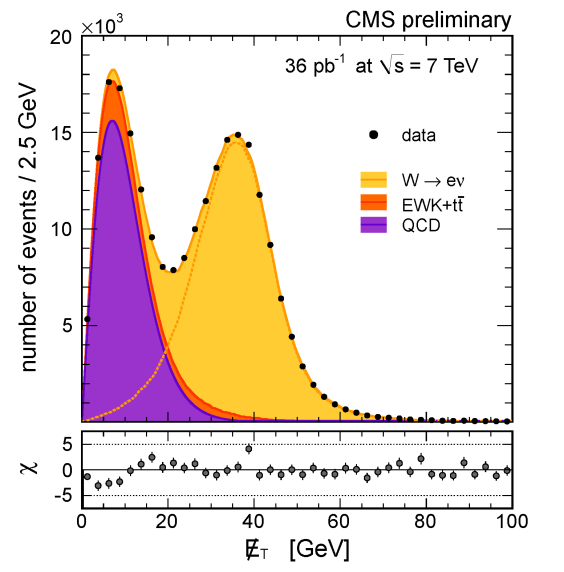 CMS preliminary
×10³
36 pb⁻¹ at √s = 7 TeV
number of events / 2.5 GeV
20
15
10
5
data
W → eν
EWK+tt̄
QCD
χ
5
0
-5
0 20 40 60 80 100
E̸T [GeV]